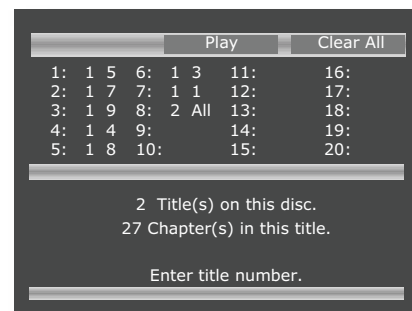 Play Clear All
1: 1 5 6: 1 3 11: 16:
2: 1 7 7: 1 1 12: 17:
3: 1 9 8: 2 All 13: 18:
4: 1 4 9: 14: 19:
5: 1 8 10: 15: 20:
2 Title(s) on this disc.
27 Chapter(s) in this title.
Enter title number.